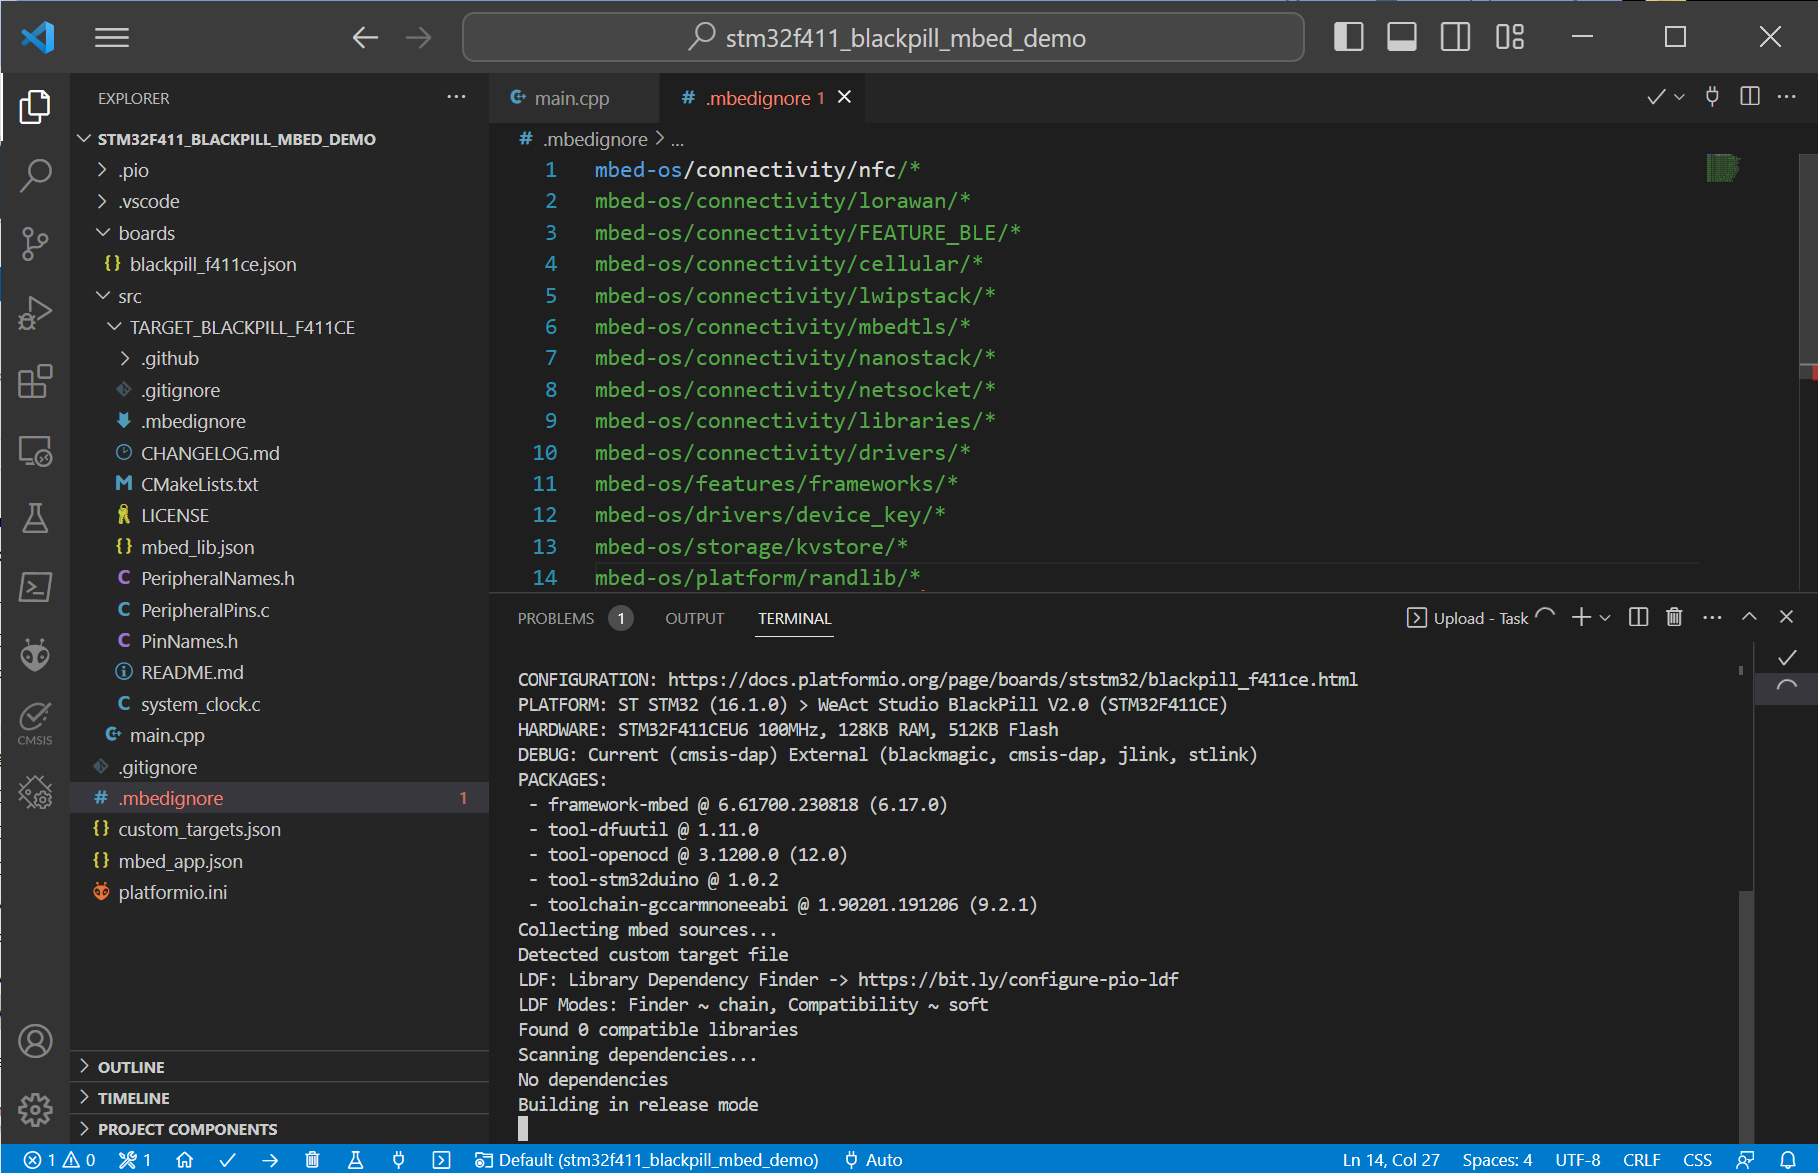 stm32f411_blackpill_mbed_demo
EXPLORER
STM32F411_BLACKPILL_MBED_DEMO
.pio
.vscode
boards
{} blackpill_f411ce.json
src
TARGET_BLACKPILL_F411CE
.github
.gitignore
.mbedignore
CHANGELOG.md
M CMakeLists.txt
LICENSE
{} mbed_lib.json
C PeripheralNames.h
C PeripheralPins.c
C PinNames.h
README.md
C system_clock.c
main.cpp
.gitignore
# .mbedignore 1
{} custom_targets.json
{} mbed_app.json
platformio.ini
OUTLINE
TIMELINE
PROJECT COMPONENTS
CMSIS
main.cpp
# .mbedignore 1
# .mbedignore > ...
1 mbed-os/connectivity/nfc/*
2 mbed-os/connectivity/lorawan/*
3 mbed-os/connectivity/FEATURE_BLE/*
4 mbed-os/connectivity/cellular/*
5 mbed-os/connectivity/lwipstack/*
6 mbed-os/connectivity/mbedtls/*
7 mbed-os/connectivity/nanostack/*
8 mbed-os/connectivity/netsocket/*
9 mbed-os/connectivity/libraries/*
10 mbed-os/connectivity/drivers/*
11 mbed-os/features/frameworks/*
12 mbed-os/drivers/device_key/*
13 mbed-os/storage/kvstore/*
14 mbed-os/platform/randlib/*
PROBLEMS 1 OUTPUT TERMINAL
Upload - Task
CONFIGURATION: https://docs.platformio.org/page/boards/ststm32/blackpill_f411ce.html
PLATFORM: ST STM32 (16.1.0) > WeAct Studio BlackPill V2.0 (STM32F411CE)
HARDWARE: STM32F411CEU6 100MHz, 128KB RAM, 512KB Flash
DEBUG: Current (cmsis-dap) External (blackmagic, cmsis-dap, jlink, stlink)
PACKAGES:
- framework-mbed @ 6.61700.230818 (6.17.0)
- tool-dfuutil @ 1.11.0
- tool-openocd @ 3.1200.0 (12.0)
- tool-stm32duino @ 1.0.2
- toolchain-gccarmnoneeabi @ 1.90201.191206 (9.2.1)
Collecting mbed sources...
Detected custom target file
LDF: Library Dependency Finder -> https://bit.ly/configure-pio-ldf
LDF Modes: Finder ~ chain, Compatibility ~ soft
Found 0 compatible libraries
Scanning dependencies...
No dependencies
Building in release mode
1 0 1 Default (stm32f411_blackpill_mbed_demo) Auto
Ln 14, Col 27 Spaces: 4 UTF-8 CRLF CSS